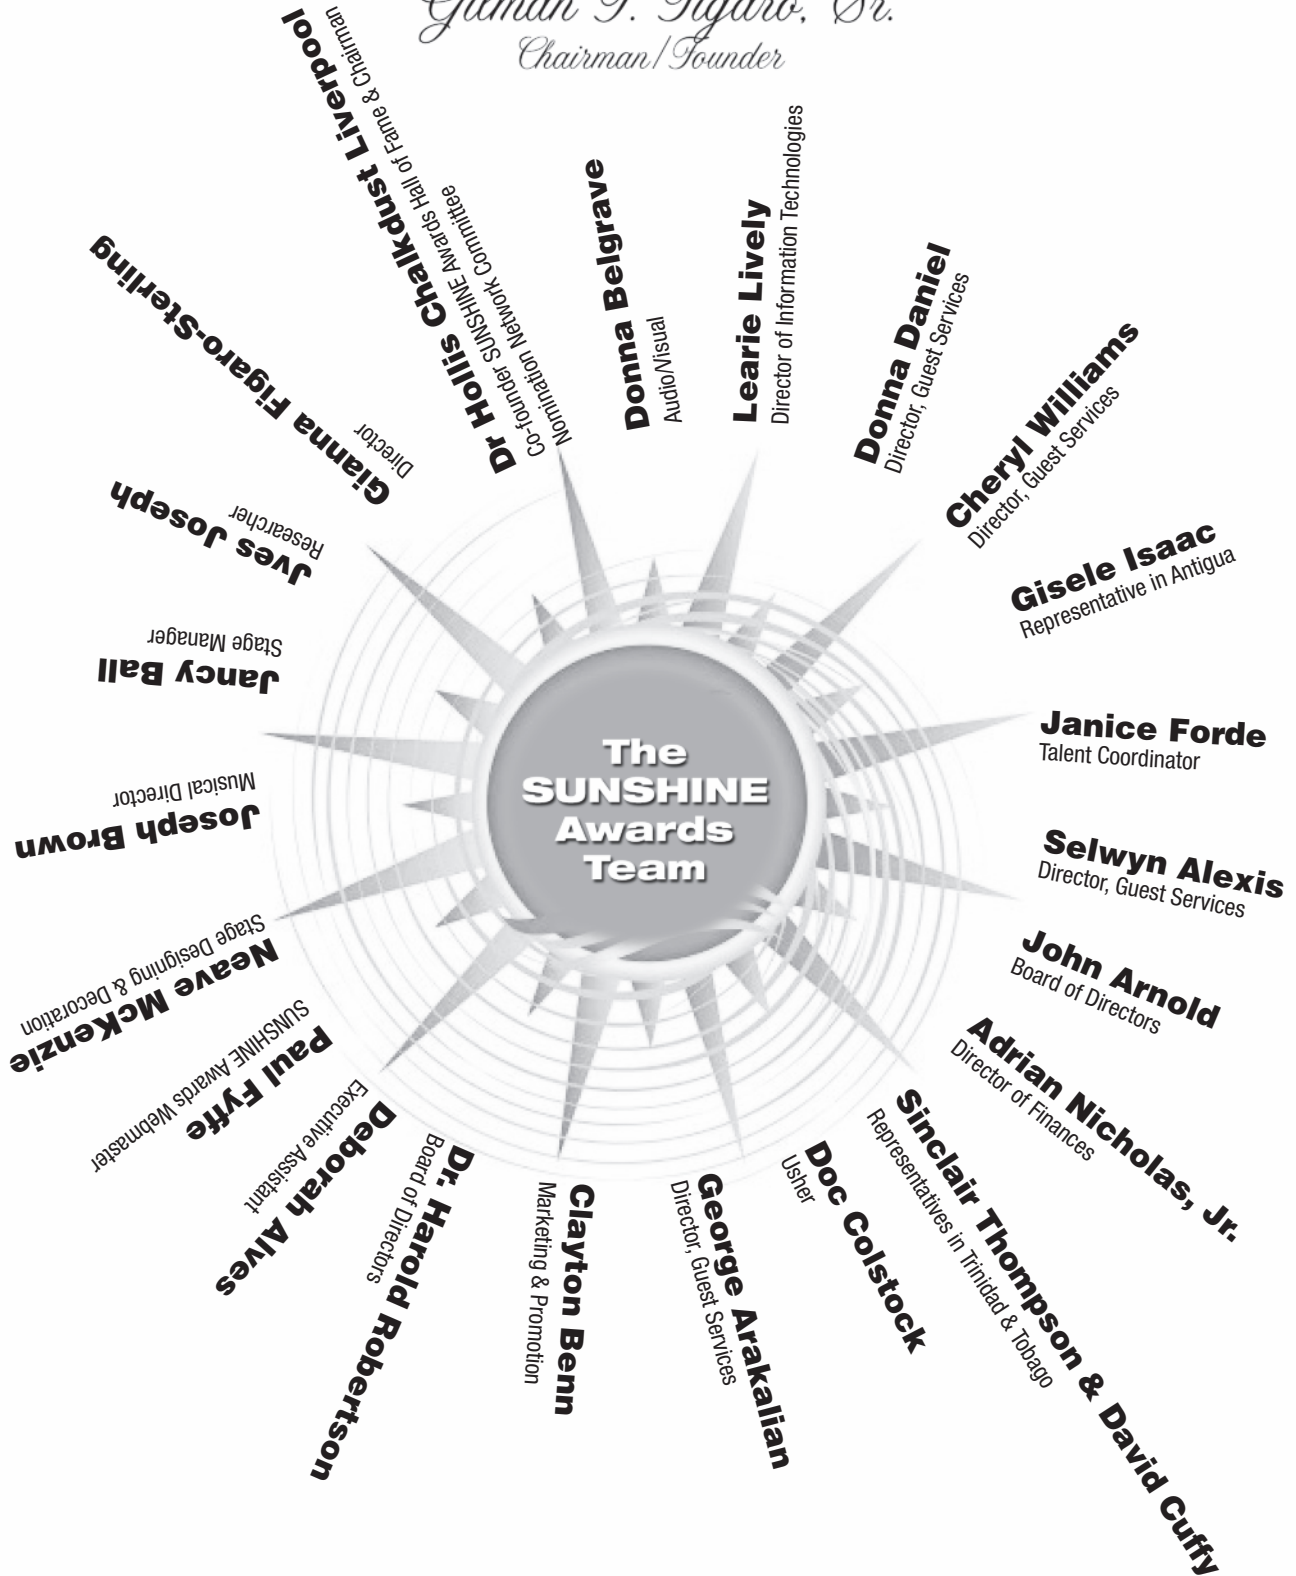 Gilman G. Figaro, Sr.
Chairman/Founder
Dr Hollis Chalkdust Liverpool
Co-founder SUNSHINE Awards Hall of Fame & Chairman
Nomination Network Committee
Donna Belgrave
Audio/Visual
Learie Lively
Director of Information Technologies
Donna Daniel
Director, Guest Services
Cheryl Williams
Director, Guest Services
Gisele Isaac
Representative in Antigua
Janice Forde
Talent Coordinator
Selwyn Alexis
Director, Guest Services
John Arnold
Board of Directors
Adrian Nicholas, Jr.
Director of Finances
Sinclair Thompson & David Cuffy
Representatives in Trinidad & Tobago
Doc Colstock
Usher
George Arakalian
Director, Guest Services
Clayton Benn
Marketing & Promotion
Dr. Harold Robertson
Board of Directors
Deborah Alves
Executive Assistant
Paul Fyffe
SUNSHINE Awards Webmaster
Neave McKenzie
Stage Designing & Decoration
Joseph Brown
Musical Director
Jancy Ball
Stage Manager
Jves Joseph
Researcher
Gianna Figaro-Sterling
Director
The
SUNSHINE
Awards
Team